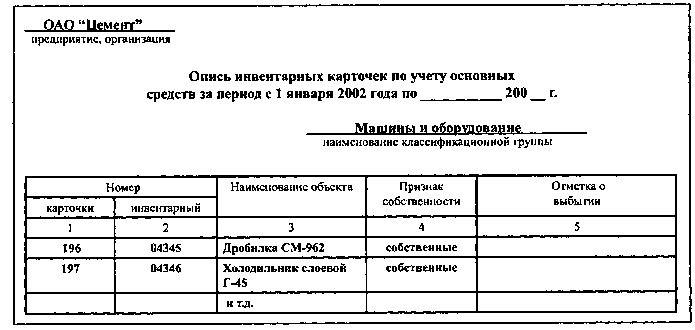 ОАО "Цемент"
предприятие, организация
Опись инвентарных карточек по учету основных
средств за период с 1 января 2002 года по __________ 200 __ г.
Машины и оборудование
наименование классификационной группы
Номер Наименование объекта Признак собственности Отметка о выбытии
карточки инвентарный
1 2 3 4 5
196 04345 Дробилка СМ-962 собственные
197 04346 Холодильник слоевой собственные
Г-45
и т.д.